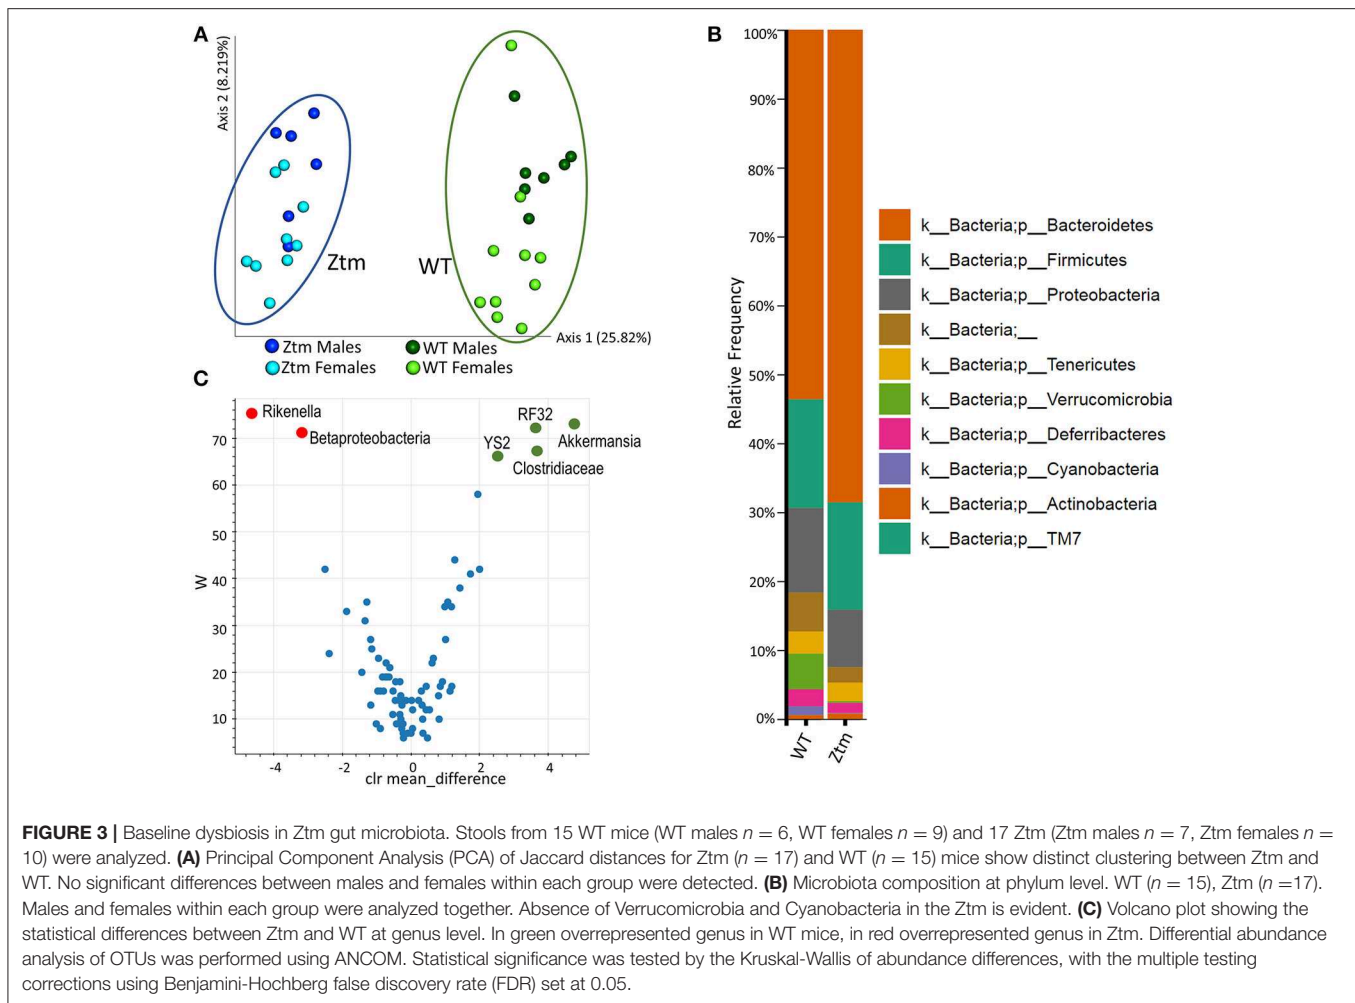 A
Axis 2 (8.219%)
Ztm
WT
Axis 1 (25.82%)
Ztm Males
WT Males
Ztm Females
WT Females
B
100%
90%
80%
70%
60%
50%
40%
30%
20%
10%
0%
Relative Frequency
WT
Ztm
k__Bacteria;p__Bacteroidetes
k__Bacteria;p__Firmicutes
k__Bacteria;p__Proteobacteria
k__Bacteria;__
k__Bacteria;p__Tenericutes
k__Bacteria;p__Verrucomicrobia
k__Bacteria;p__Deferribacteres
k__Bacteria;p__Cyanobacteria
k__Bacteria;p__Actinobacteria
k__Bacteria;p__TM7
C
Rikenella
Betaproteobacteria
RF32
YS2
Akkermansia
Clostridiaceae
70
60
50
40
30
20
10
W
-4
-2
0
2
4
clr mean_difference
FIGURE 3 | Baseline dysbiosis in Ztm gut microbiota. Stools from 15 WT mice (WT males n = 6, WT females n = 9) and 17 Ztm (Ztm males n = 7, Ztm females n =
10) were analyzed. (A) Principal Component Analysis (PCA) of Jaccard distances for Ztm (n = 17) and WT (n = 15) mice show distinct clustering between Ztm and
WT. No significant differences between males and females within each group were detected. (B) Microbiota composition at phylum level. WT (n = 15), Ztm (n =17).
Males and females within each group were analyzed together. Absence of Verrucomicrobia and Cyanobacteria in the Ztm is evident. (C) Volcano plot showing the
statistical differences between Ztm and WT at genus level. In green overrepresented genus in WT mice, in red overrepresented genus in Ztm. Differential abundance
analysis of OTUs was performed using ANCOM. Statistical significance was tested by the Kruskal-Wallis of abundance differences, with the multiple testing
corrections using Benjamini-Hochberg false discovery rate (FDR) set at 0.05.